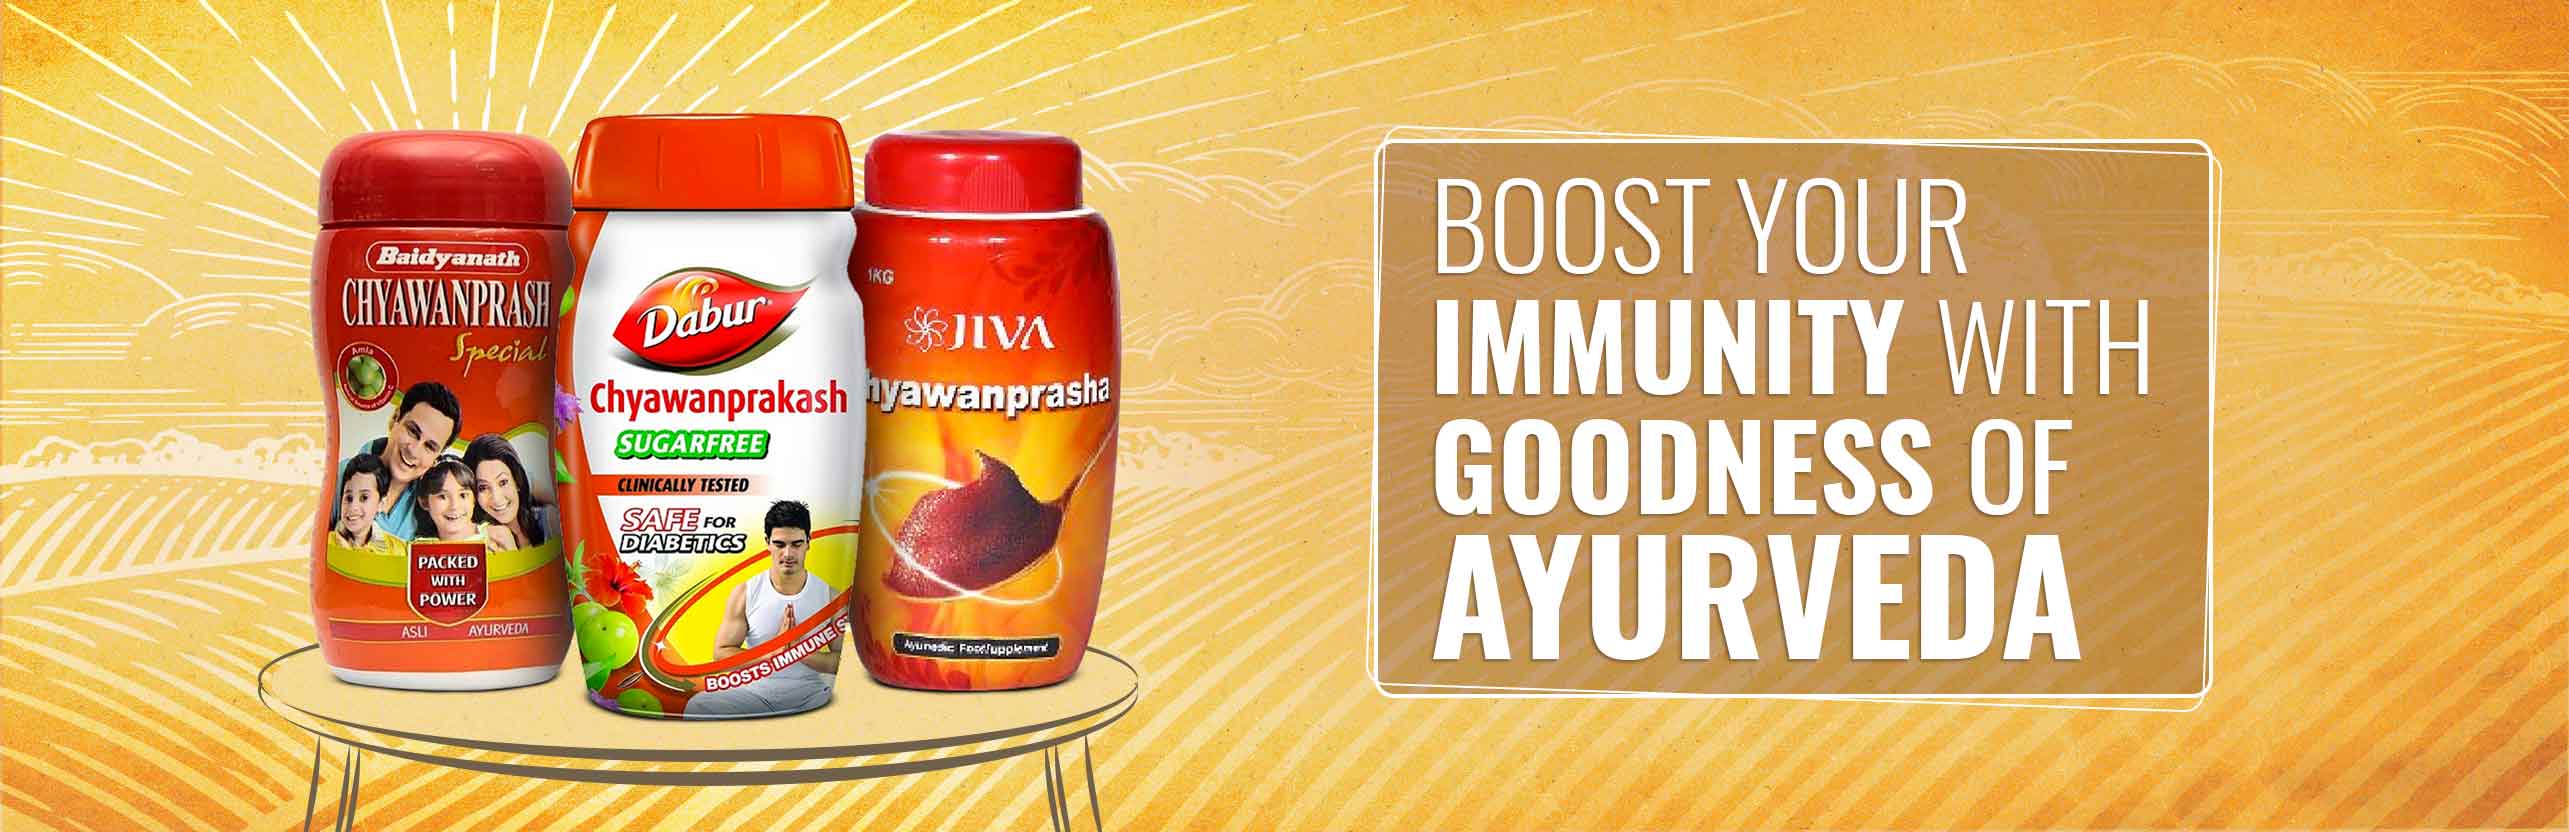 Baidyanath
CHYAWANPRASH
Special
Amla
PACKED
WITH
POWER
ASLI AYURVEDA
Dabur
Chyawanprakash
SUGARFREE
CLINICALLY TESTED
SAFE FOR
DIABETICS
BOOSTS IMMUNE S
1KG
JIVA
hyawanprasha
Ayurvedic Food Supplement
BOOST YOUR
IMMUNITY WITH
GOODNESS OF
AYURVEDA